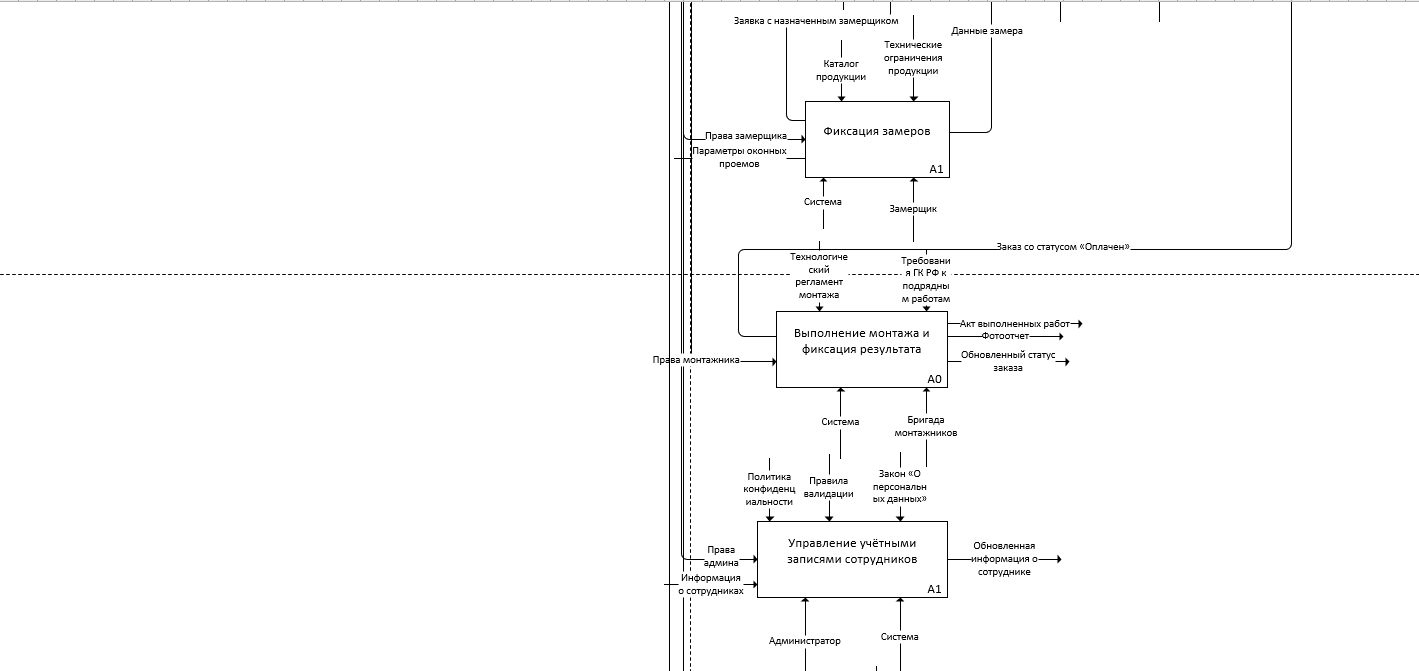 Заявка с назначенным замерщиком
Данные замера
Технические
ограничения
продукции
Каталог
продукции
Фиксация замеров
Права замерщика
Параметры оконных
проемов
A1
Система
Замерщик
Заказ со статусом «Оплачен»
Технологиче
ский
регламент
монтажа
Требовани
я ГК РФ к
подрядны
м работам
Выполнение монтажа и
фиксация результата
Акт выполненных работ
Фотоотчет
Обновленный статус
заказа
Права монтажника
A0
Система
Бригада
монтажников
Политика
конфиденц
иальности
Правила
валидации
Закон «О
персональн
ых данных»
Управление учётными
записями сотрудников
Права
админа
Информация
о сотрудниках
Обновленная
информация о
сотруднике
A1
Администратор
Система